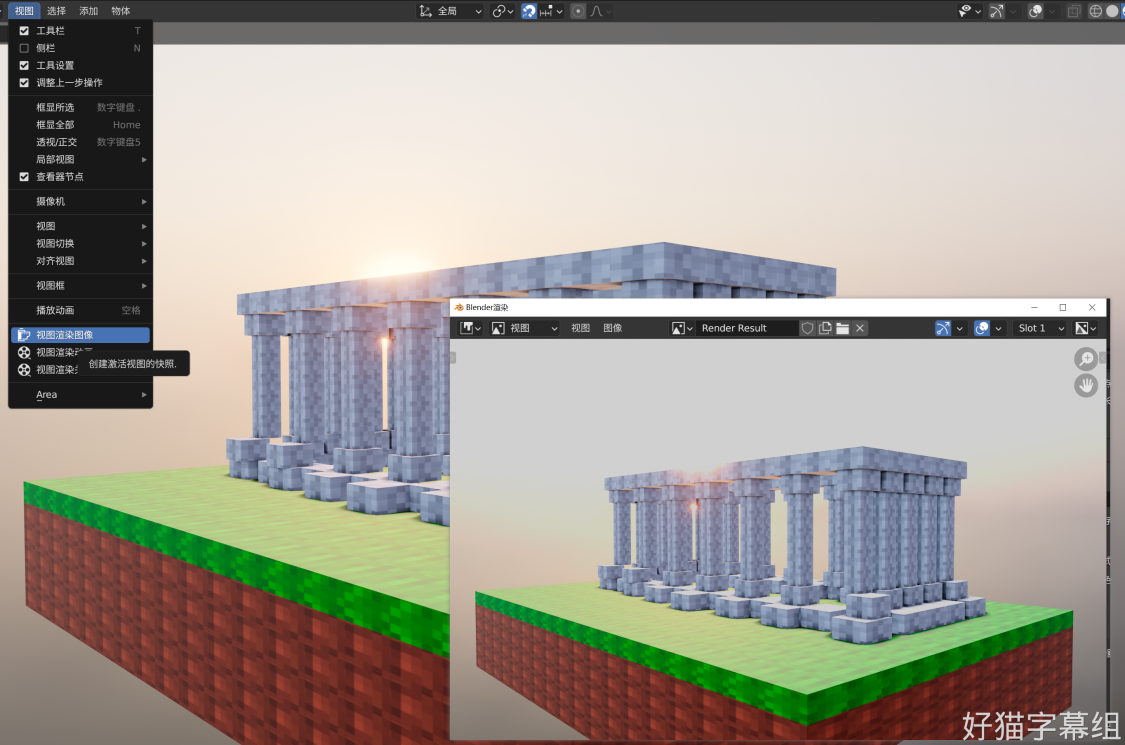 视图 选择 添加 物体
全局
工具栏 T
侧栏 N
工具设置
调整上一步操作
框显所选 数字键盘 .
框显全部 Home
透视/正交 数字键盘5
局部视图
查看器节点
摄像机
视图
视图切换
对齐视图
视图框
播放动画 空格
视图渲染图像
视图渲染
创建激活视图的快照.
视图渲染
Area
Blender渲染
视图 视图 图像 Render Result Slot 1
好猫字幕组